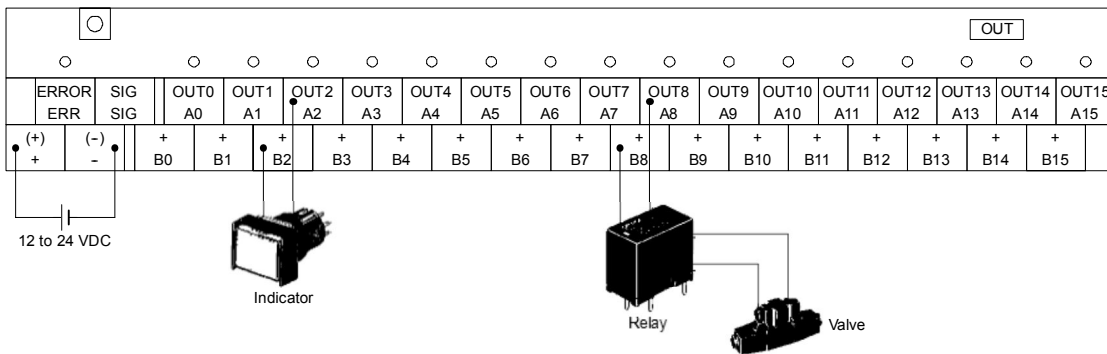 OUT
ERROR SIG OUT0 OUT1 OUT2 OUT3 OUT4 OUT5 OUT6 OUT7 OUT8 OUT9 OUT10 OUT11 OUT12 OUT13 OUT14 OUT15
ERR SIG A0 A1 A2 A3 A4 A5 A6 A7 A8 A9 A10 A11 A12 A13 A14 A15
(+) (-) + + + + + + + + + + + + + + + +
+ - B0 B1 B2 B3 B4 B5 B6 B7 B8 B9 B10 B11 B12 B13 B14 B15
12 to 24 VDC
Indicator
Relay
Valve